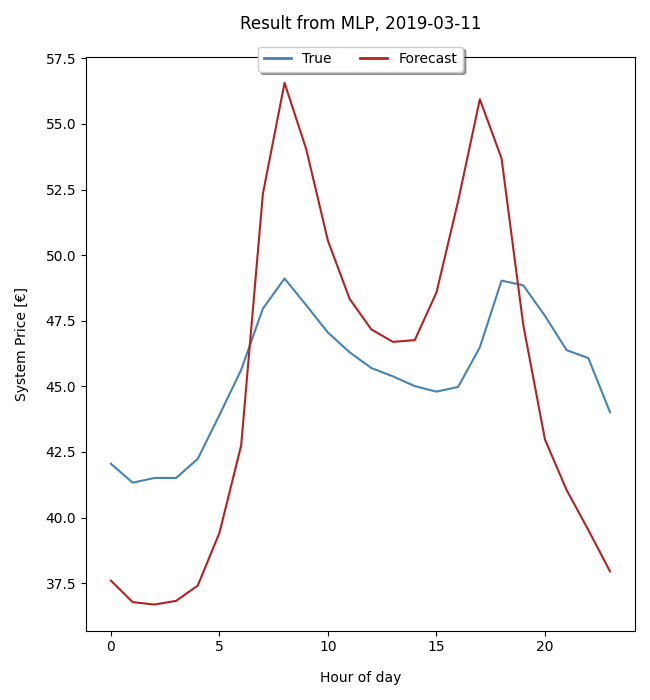 Result from MLP, 2019-03-11
True Forecast
57.5
55.0
52.5
50.0
47.5
45.0
42.5
40.0
37.5
System Price [€]
0 5 10 15 20
Hour of day